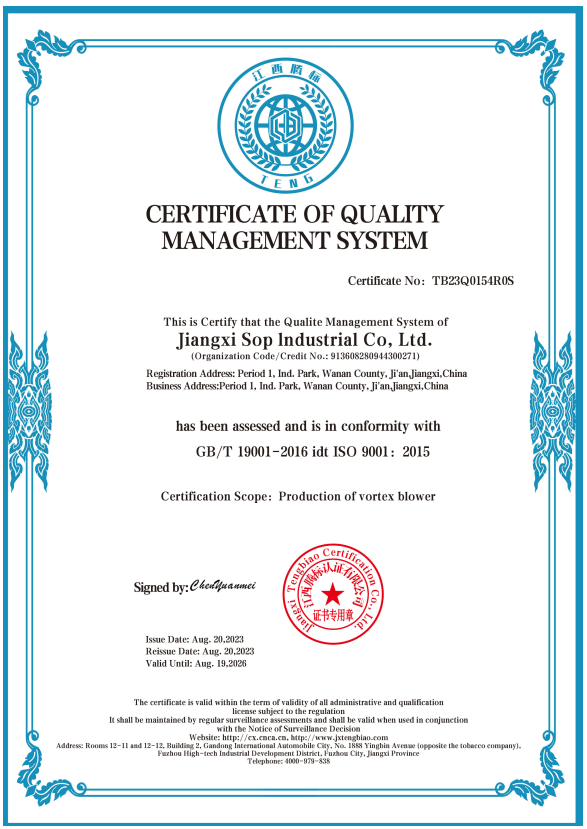 江西腾标
TENG
CERTIFICATE OF QUALITY
MANAGEMENT SYSTEM
Certificate No：TB23Q0154R0S
This is Certify that the Qualite Management System of
Jiangxi Sop lndustrial Co, Ltd.
(Organization Code/Credit No.: 913608280944300271)
Registration Address: Period 1, Ind. Park, Wanan County, Ji'an,Jiangxi,China
Business Address:Period 1, Ind. Park, Wanan County, Ji'an,Jiangxi,China
has been assessed and is in conformity with
GB/T 19001-2016 idt ISO 9001：2015
Certification Scope：Production of vortex blower
Signed by: ChenYuanmei
Jiangxi Tengbiao Certification Co., Ltd.
江西腾标认证有限公司
证书专用章
Issue Date: Aug. 20,2023
Reissue Date: Aug. 20,2023
Valid Until: Aug. 19,2026
The certificate is valid within the term of validity of all administrative and qualification
license subject to the regulation
It shall be maintained by regular surveillance assessments and shall be valid when used in conjunction
with the Notice of Surveillance Decision
Website: http://cx.cnca.cn, http://www.jxtengbiao.com
Address: Rooms 12-11 and 12-12, Building 2, Gandong International Automobile City, No. 1888 Yingbin Avenue (opposite the tobacco company),
Fuzhou High-tech Industrial Development District, Fuzhou City, Jiangxi Province
Telephone: 4000-979-838